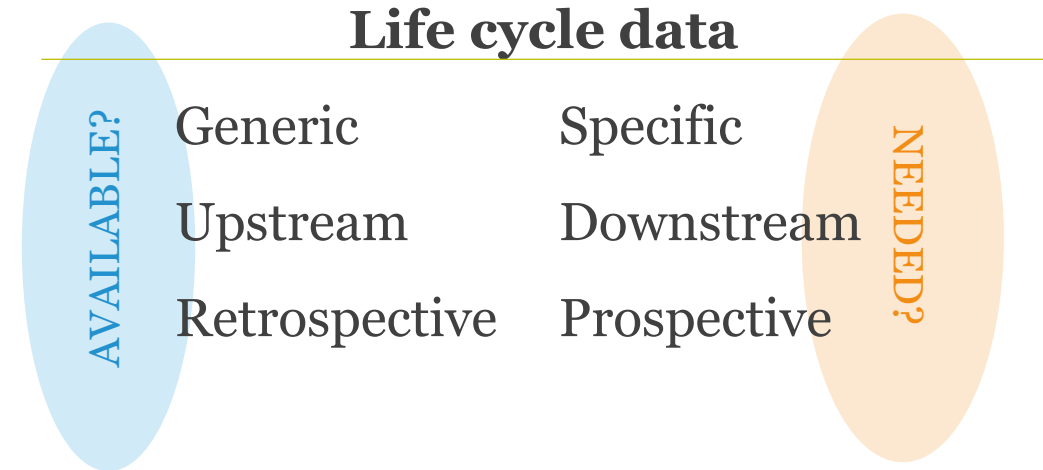 Life cycle data
AVAILABLE?
Generic
Specific
Upstream
Downstream
Retrospective
Prospective
NEEDED?